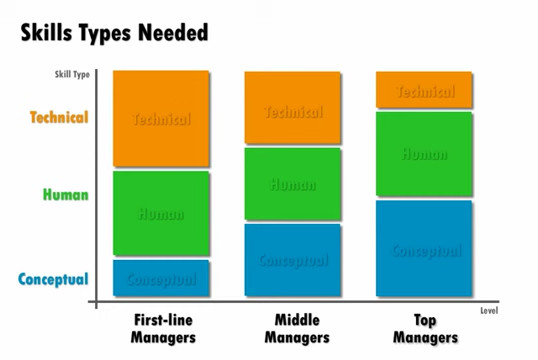 Skills Types Needed
Skill Type
Technical
Human
Conceptual
Technical
Human
Conceptual
Technical
Human
Conceptual
Technical
Human
Conceptual
Level
First-line
Managers
Middle
Managers
Top
Managers